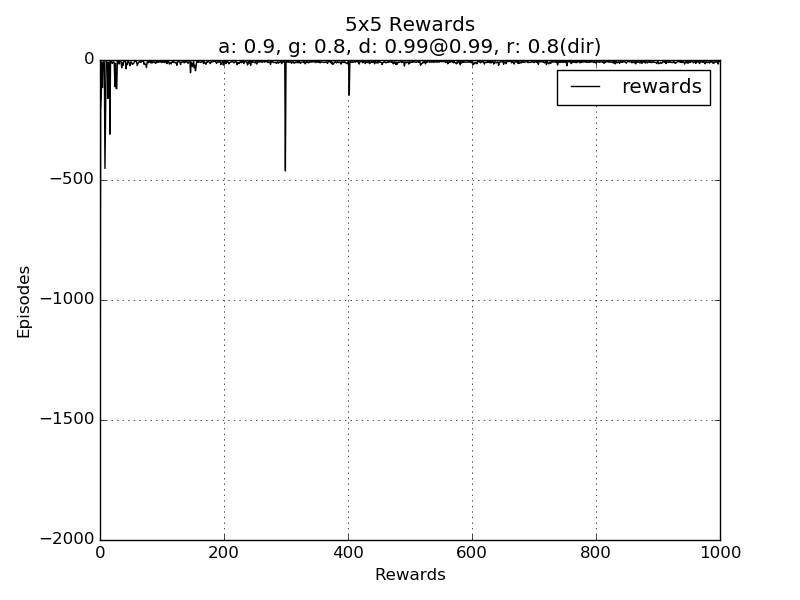 5x5 Rewards
a: 0.9, g: 0.8, d: 0.99@0.99, r: 0.8(dir)
rewards
0
−500
−1000
−1500
−2000
Episodes
0 200 400 600 800 1000
Rewards